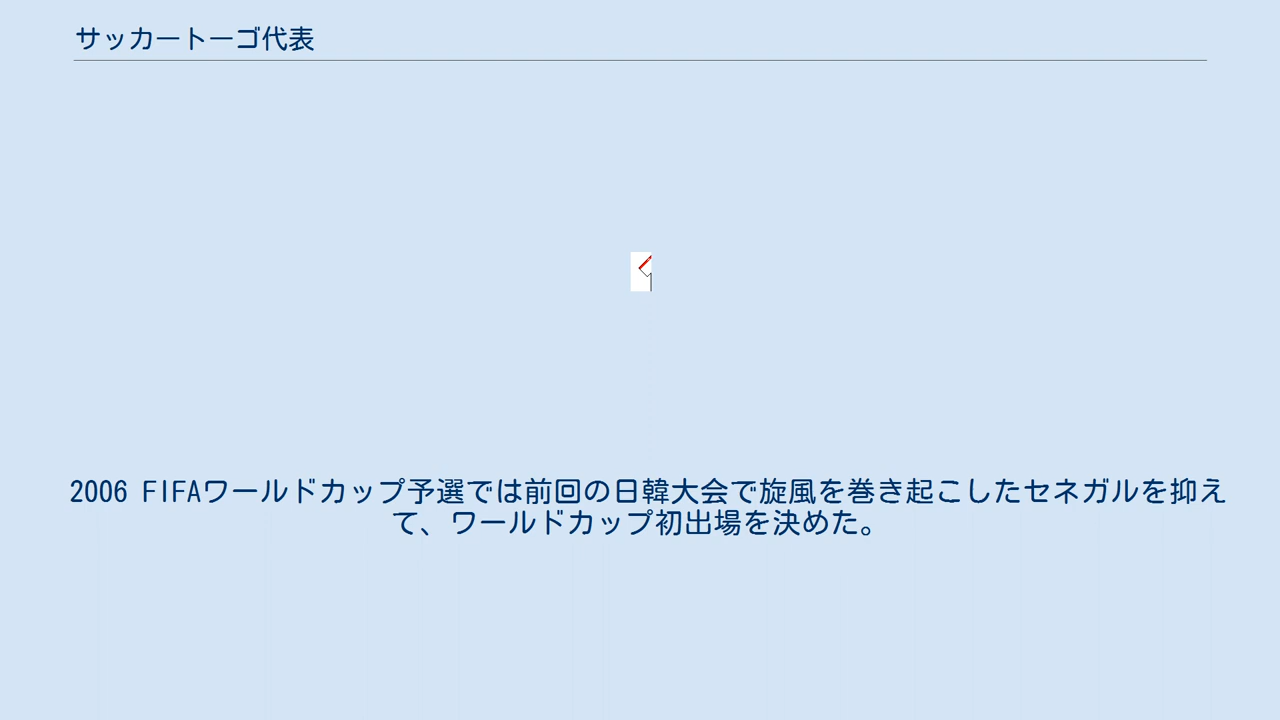 サッカートーゴ代表
2006 FIFAワールドカップ予選では前回の日韓大会で旋風を巻き起こしたセネガルを抑え
て、ワールドカップ初出場を決めた。